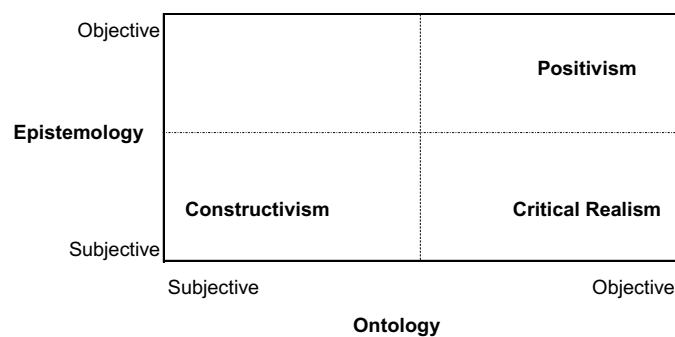 Objective
Positivism
Epistemology
Constructivism
Critical Realism
Subjective
Subjective
Objective
Ontology